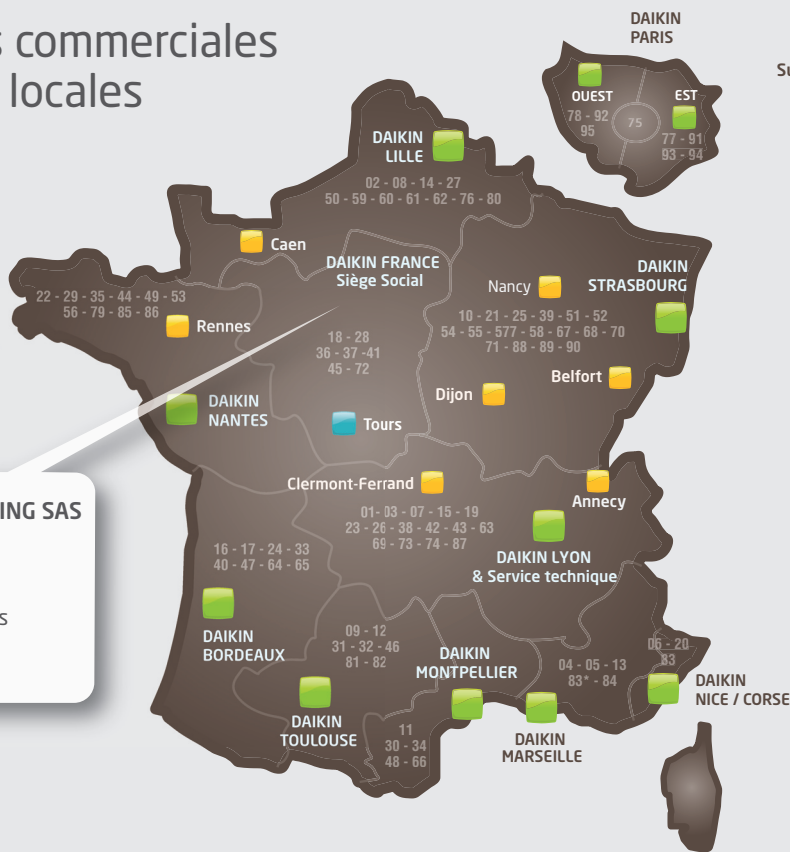 s commerciales
locales
DAIKIN
PARIS
Su
OUEST
78 - 92
95
75
EST
77 - 91
93 - 94
DAIKIN
LILLE
02 - 08 - 14 - 27
50 - 59 - 60 - 61 - 62 - 76 - 80
Caen
DAIKIN FRANCE
Siège Social
Nancy
DAIKIN
STRASBOURG
22 - 29 - 35 - 44 - 49 - 53
56 - 79 - 85 - 86
Rennes
10 - 21 - 25 - 39 - 51 - 52
54 - 55 - 577 - 58 - 67 - 68 - 70
71 - 88 - 89 - 90
18 - 28
36 - 37 -41
45 - 72
Belfort
Dijon
DAIKIN
NANTES
Tours
Clermont-Ferrand
Annecy
ING SAS
01- 03 - 07 - 15 - 19
23 - 26 - 38 - 42 - 43 - 63
69 - 73 - 74 - 87
DAIKIN LYON
& Service technique
16 - 17 - 24 - 33
40 - 47 - 64 - 65
s
DAIKIN
BORDEAUX
09 - 12
31 - 32 - 46
81 - 82
DAIKIN
MONTPELLIER
04 - 05 - 13
83* - 84
06 - 20
83
DAIKIN
NICE / CORSE
DAIKIN
TOULOUSE
11
30 - 34
48 - 66
DAIKIN
MARSEILLE